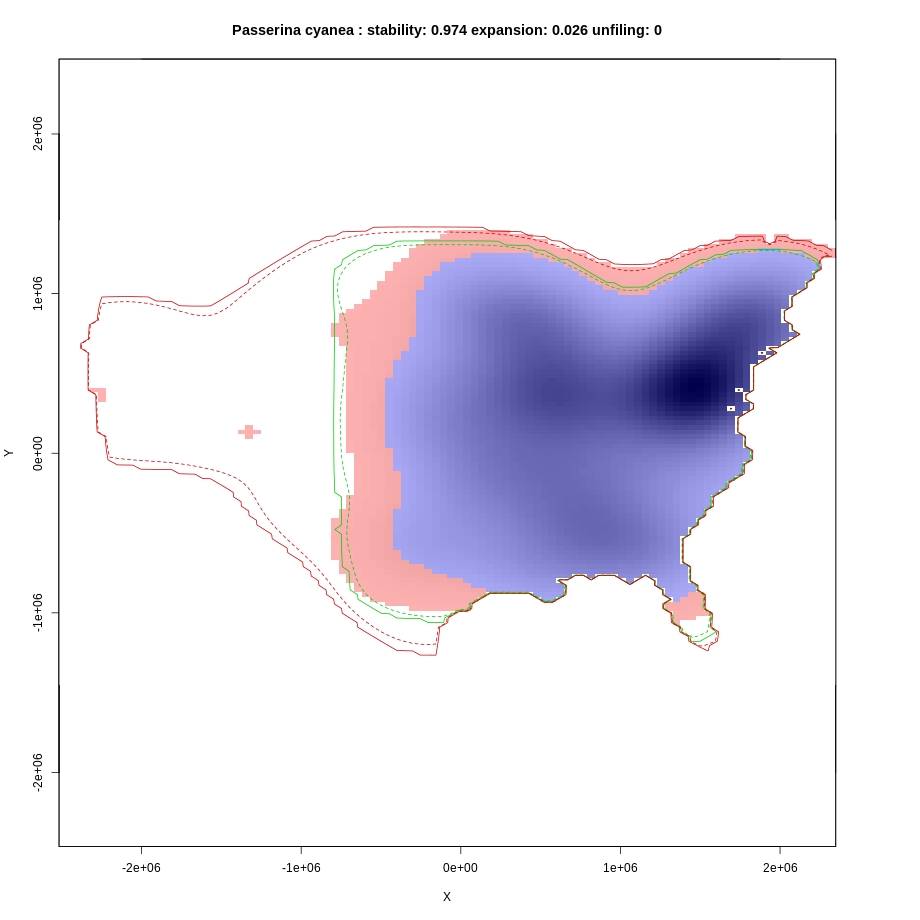 Passerina cyanea : stability: 0.974 expansion: 0.026 unfiling: 0
2e+06
1e+06
0e+00
-1e+06
-2e+06
Y
-2e+06 -1e+06 0e+00 1e+06 2e+06
X